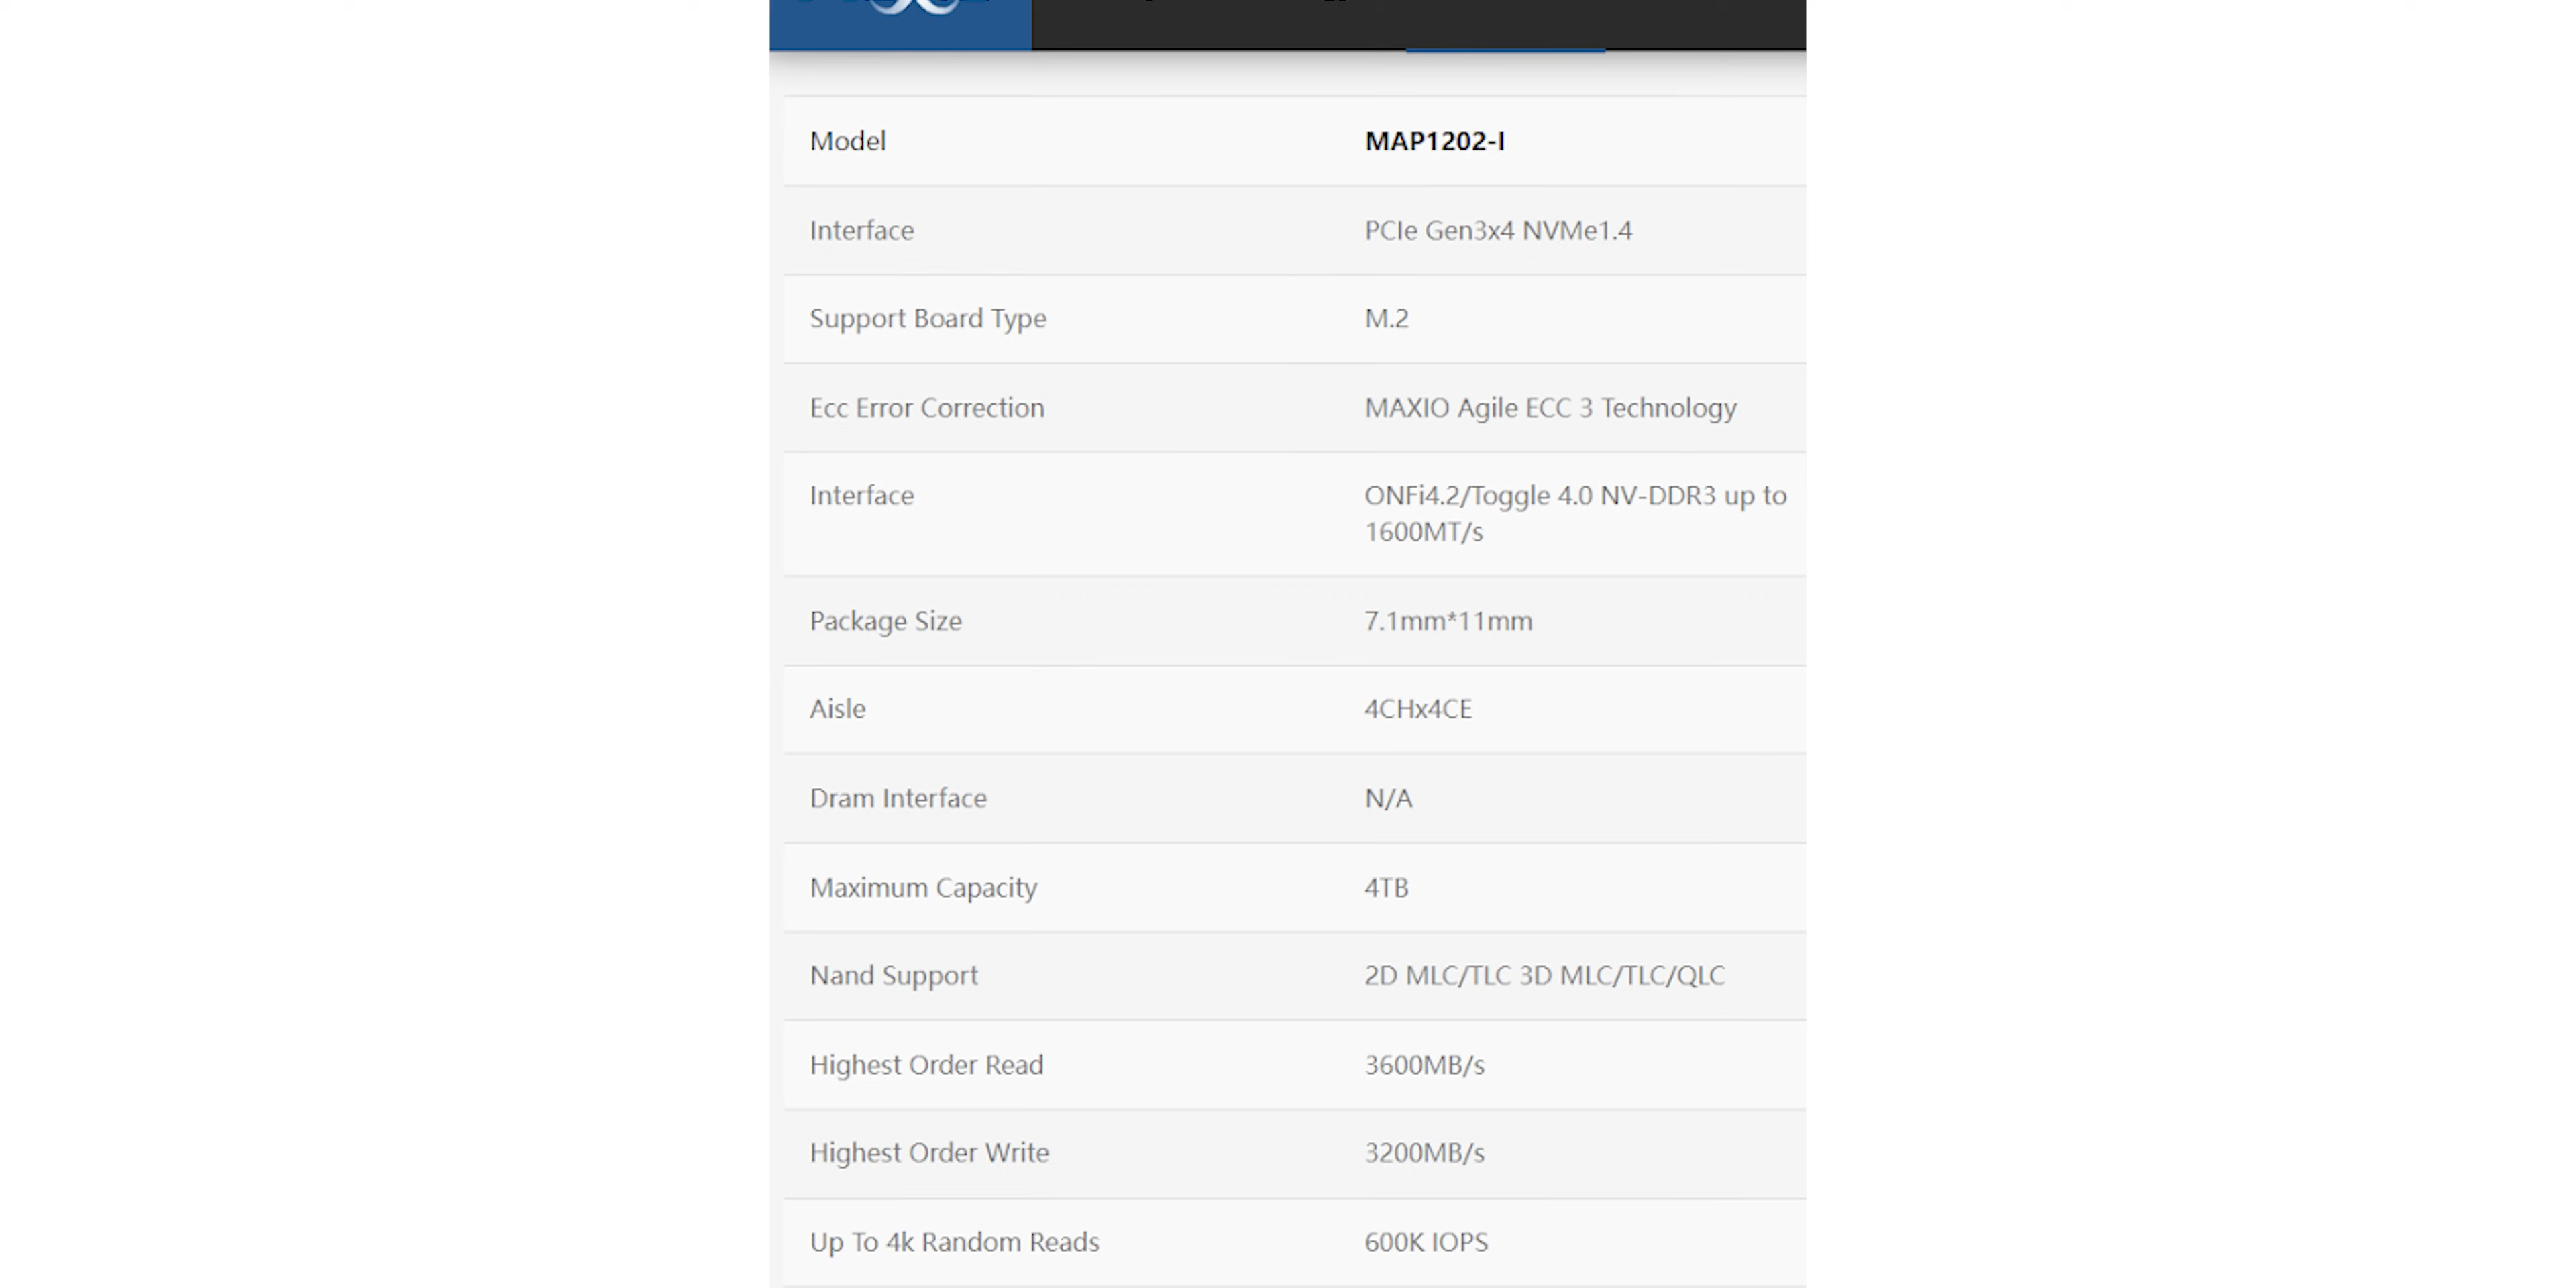 Model MAP1202-I
Interface PCIe Gen3x4 NVMe1.4
Support Board Type M.2
Ecc Error Correction MAXIO Agile ECC 3 Technology
Interface ONFi4.2/Toggle 4.0 NV-DDR3 up to
1600MT/s
Package Size 7.1mm*11mm
Aisle 4CHx4CE
Dram Interface N/A
Maximum Capacity 4TB
Nand Support 2D MLC/TLC 3D MLC/TLC/QLC
Highest Order Read 3600MB/s
Highest Order Write 3200MB/s
Up To 4k Random Reads 600K IOPS